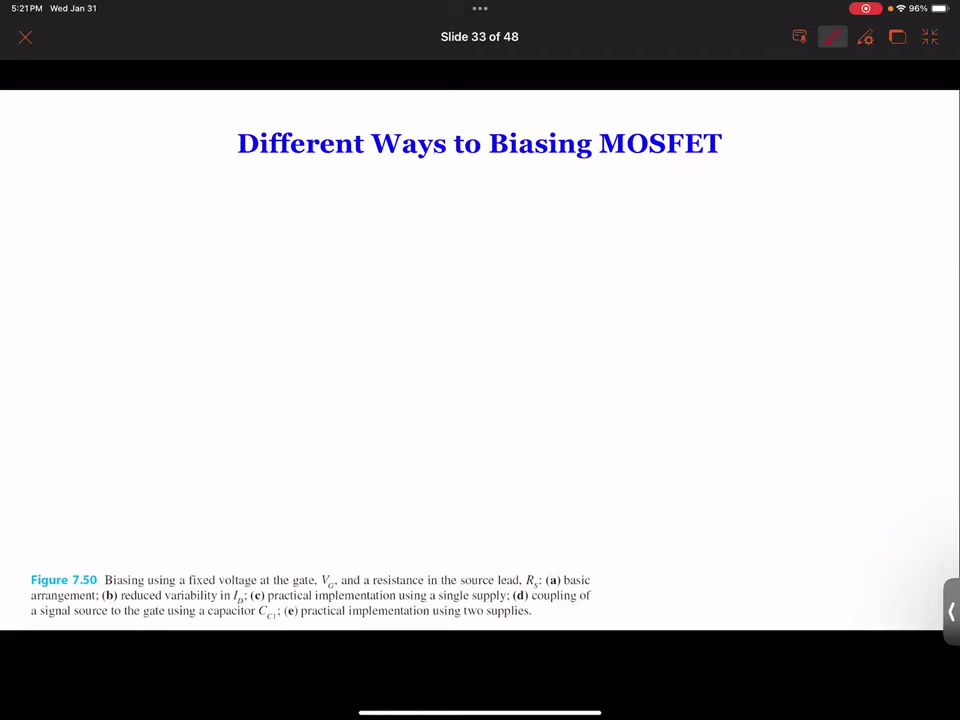 5:21 PM Wed Jan 31
96%
Slide 33 of 48
Different Ways to Biasing MOSFET
Figure 7.50 Biasing using a fixed voltage at the gate, V_G, and a resistance in the source lead, R_S: (a) basic
arrangement; (b) reduced variability in I_D; (c) practical implementation using a single supply; (d) coupling of
a signal source to the gate using a capacitor C_C1; (e) practical implementation using two supplies.